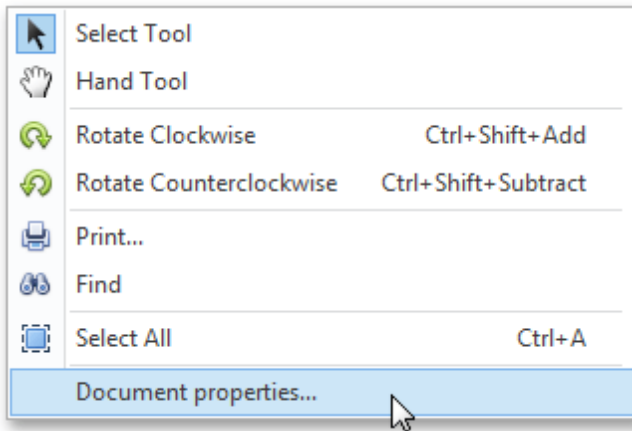 Select Tool
Hand Tool
Rotate Clockwise Ctrl+Shift+Add
Rotate Counterclockwise Ctrl+Shift+Subtract
Print...
Find
Select All Ctrl+A
Document properties...